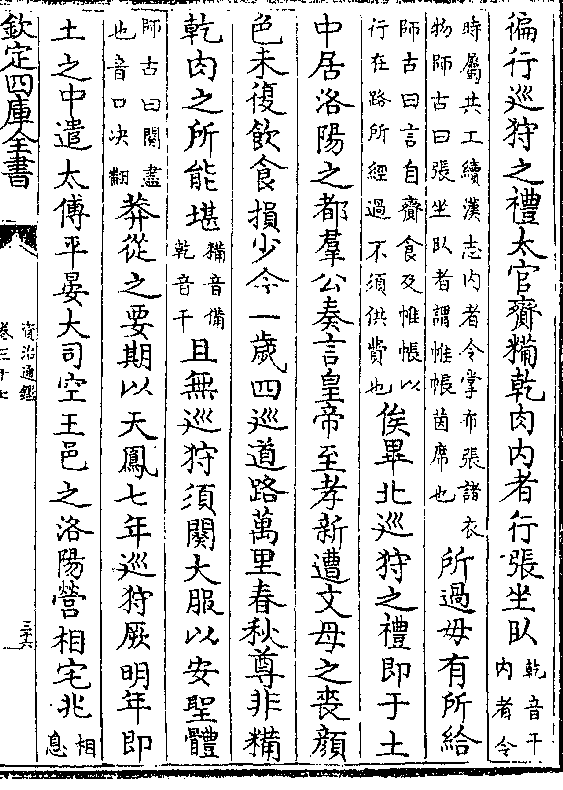 徧行巡狩之禮太官齎糒乾肉內者行張坐臥乾音干內者令
時屬共工續漢志內者令掌布張諸衣物師古曰張坐臥者謂帷帳茵席也所過毋有所給
師古曰言自齎食及帷帳以行在路所經過不須供費也俟畢北巡狩之禮即于土
中居洛陽之都羣公奏言皇帝至孝新遭文母之喪顔
色未復飲食損少今一歳四巡道路萬里春秋尊非糒
乾肉之所能堪糒音備乾音干且無巡狩須闋大服以安聖體
師古曰闋盡也音口决翻莽從之要期以天鳳七年巡狩厥明年即
土之中遣太傅平晏大司空王邑之洛陽營相宅兆相息
欽定四庫全書
資治通鑑
卷三十七
三六